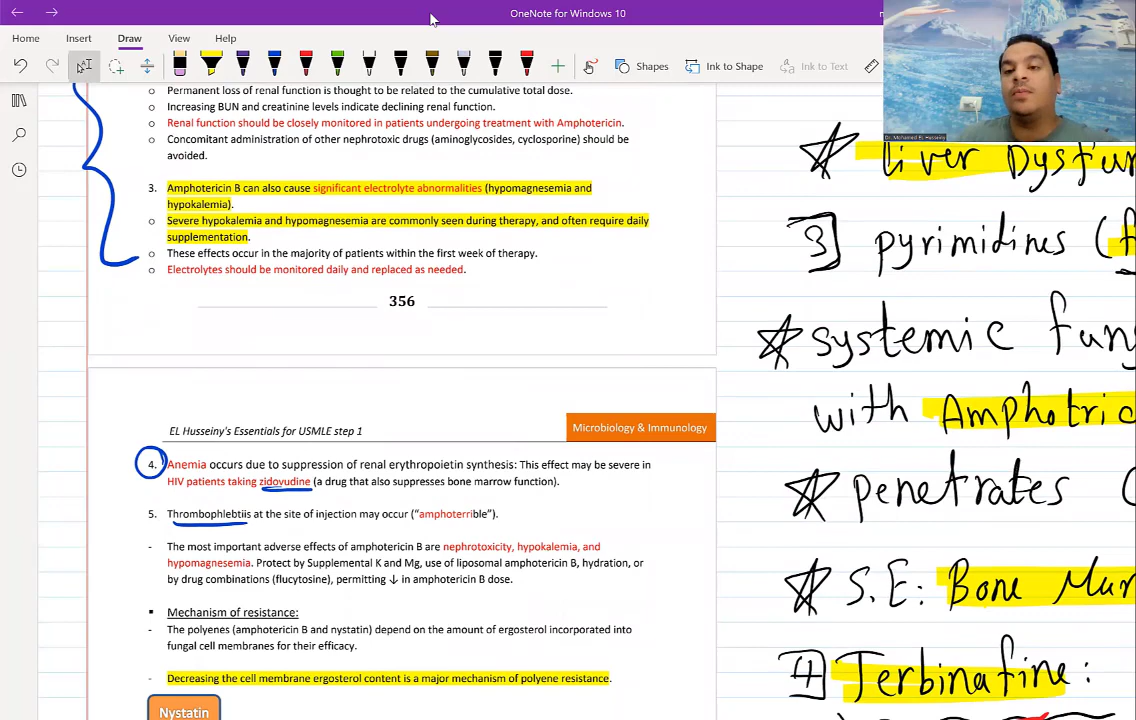 OneNote for Windows 10
Home Insert Draw View Help
Shapes Ink to Shape Ink to Text
Dr. Mohamed EL Husseiny
o Permanent loss of renal function is thought to be related to the cumulative total dose.
o Increasing BUN and creatinine levels indicate declining renal function.
o Renal function should be closely monitored in patients undergoing treatment with Amphotericin.
o Concomitant administration of other nephrotoxic drugs (aminoglycosides, cyclosporine) should be
avoided.
3. Amphotericin B can also cause significant electrolyte abnormalities (hypomagnesemia and
hypokalemia).
o Severe hypokalemia and hypomagnesemia are commonly seen during therapy, and often require daily
supplementation.
o These effects occur in the majority of patients within the first week of therapy.
o Electrolytes should be monitored daily and replaced as needed.
356
EL Husseiny's Essentials for USMLE step 1
Microbiology & Immunology
4. Anemia occurs due to suppression of renal erythropoietin synthesis: This effect may be severe in
HIV patients taking zidovudine (a drug that also suppresses bone marrow function).
5. Thrombophlebtiis at the site of injection may occur ("amphoterrible").
- The most important adverse effects of amphotericin B are nephrotoxicity, hypokalemia, and
hypomagnesemia. Protect by Supplemental K and Mg, use of liposomal amphotericin B, hydration, or
by drug combinations (flucytosine), permitting ↓ in amphotericin B dose.
▪ Mechanism of resistance:
- The polyenes (amphotericin B and nystatin) depend on the amount of ergosterol incorporated into
fungal cell membranes for their efficacy.
- Decreasing the cell membrane ergosterol content is a major mechanism of polyene resistance.
Nystatin
liver Dysfun
3] pyrimidines (f
systemic fung
with Amphotric
penetrates (
S.E: Bone Mar
4] Terbinafine: